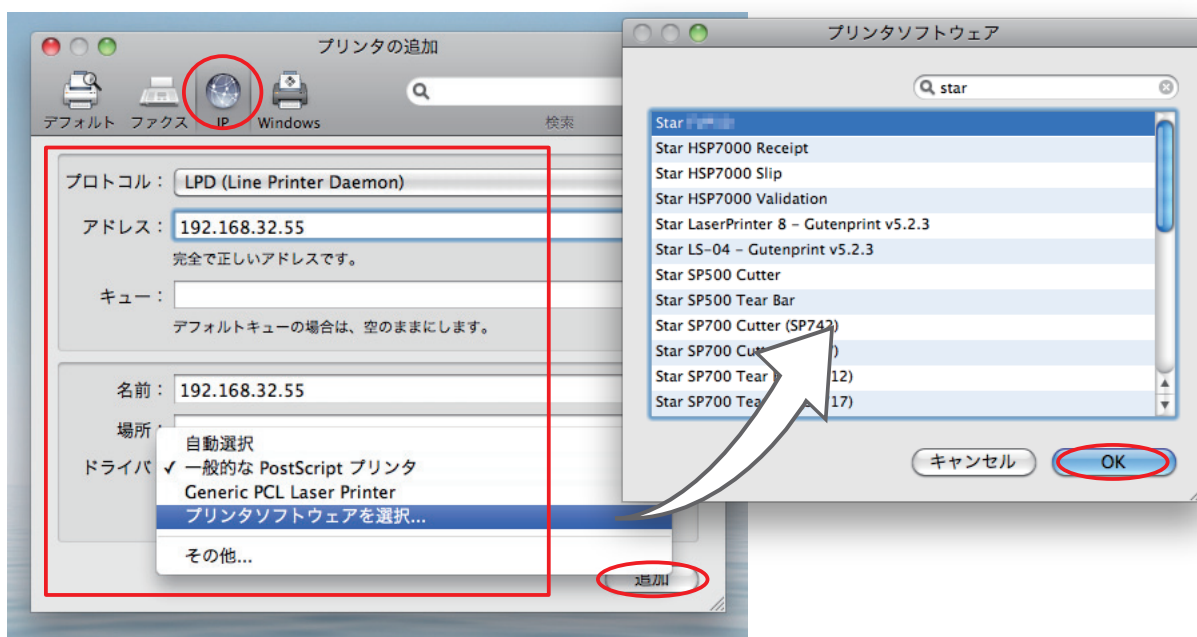 プリンタの追加
デフォルト ファクス IP Windows
検索
プロトコル： LPD (Line Printer Daemon)
アドレス： 192.168.32.55
完全で正しいアドレスです。
キュー：
デフォルトキューの場合は、空のままにします。
名前： 192.168.32.55
場所：
ドライバ
自動選択
✓ 一般的な PostScript プリンタ
Generic PCL Laser Printer
プリンタソフトウェアを選択...
その他...
追加
プリンタソフトウェア
star
Star
Star HSP7000 Receipt
Star HSP7000 Slip
Star HSP7000 Validation
Star LaserPrinter 8 – Gutenprint v5.2.3
Star LS–04 – Gutenprint v5.2.3
Star SP500 Cutter
Star SP500 Tear Bar
Star SP700 Cutter (SP742)
Star SP700
Star SP700 Tear 12)
Star SP700 17)
キャンセル OK